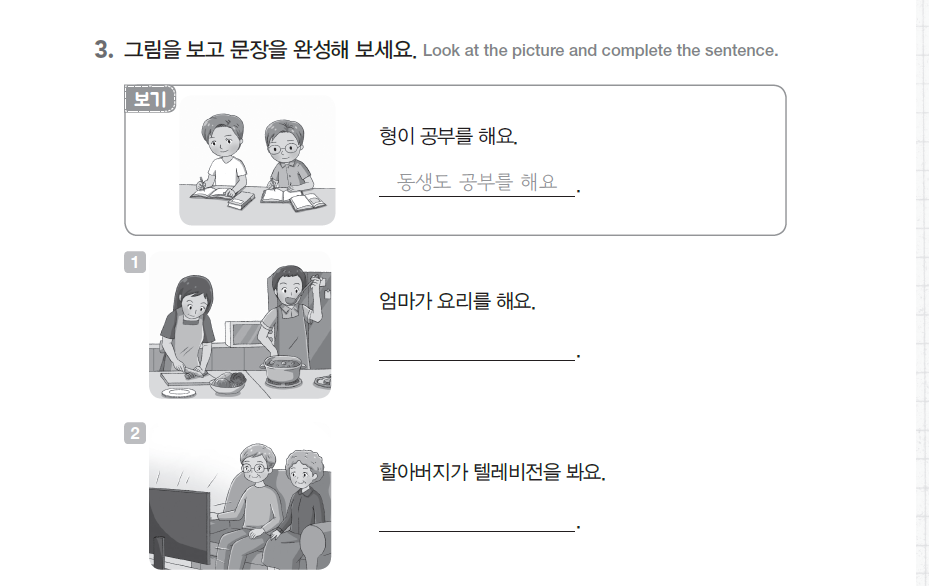 3. 그림을 보고 문장을 완성해 보세요. Look at the picture and complete the sentence.
보기
형이 공부를 해요.
동생도 공부를 해요.
1
엄마가 요리를 해요.
.
2
할아버지가 텔레비전을 봐요.
.